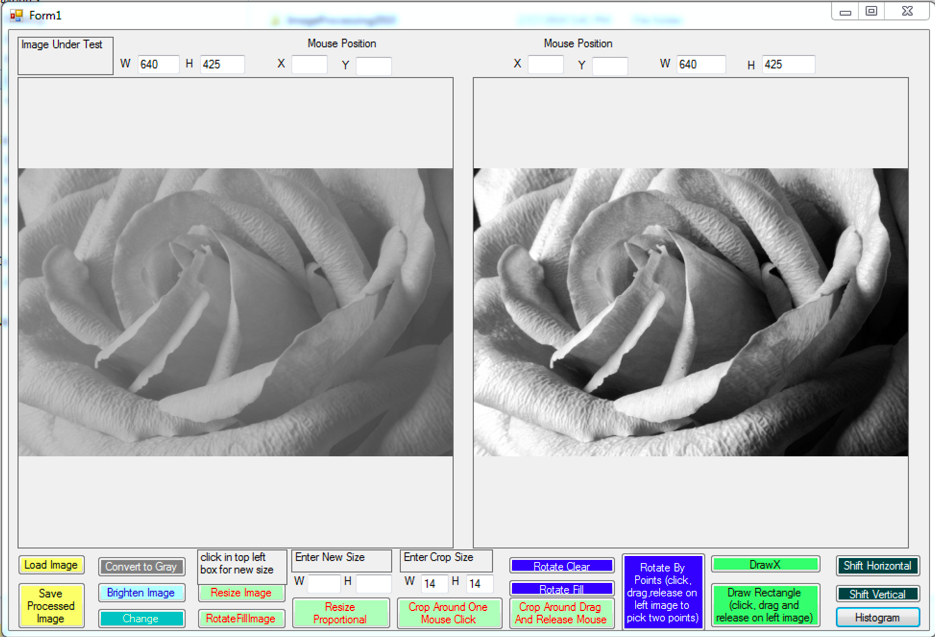 Form1
Image Under Test
Mouse Position
Mouse Position
W 640 H 425 X Y
X Y W 640 H 425
Load Image
Save
Processed
Image
Convert to Gray
Brighten Image
Change
click in top left
box for new size
Resize Image
RotateFillImage
Enter New Size
W H
Resize
Proportional
Enter Crop Size
W 14 H 14
Crop Around One
Mouse Click
Rotate Clear
Rotate Fill
Crop Around Drag
And Release Mouse
Rotate By
Points (click,
drag,release on
left image to
pick two points)
DrawX
Draw Rectangle
(click, drag and
release on left image)
Shift Horizontal
Shift Vertical
Histogram